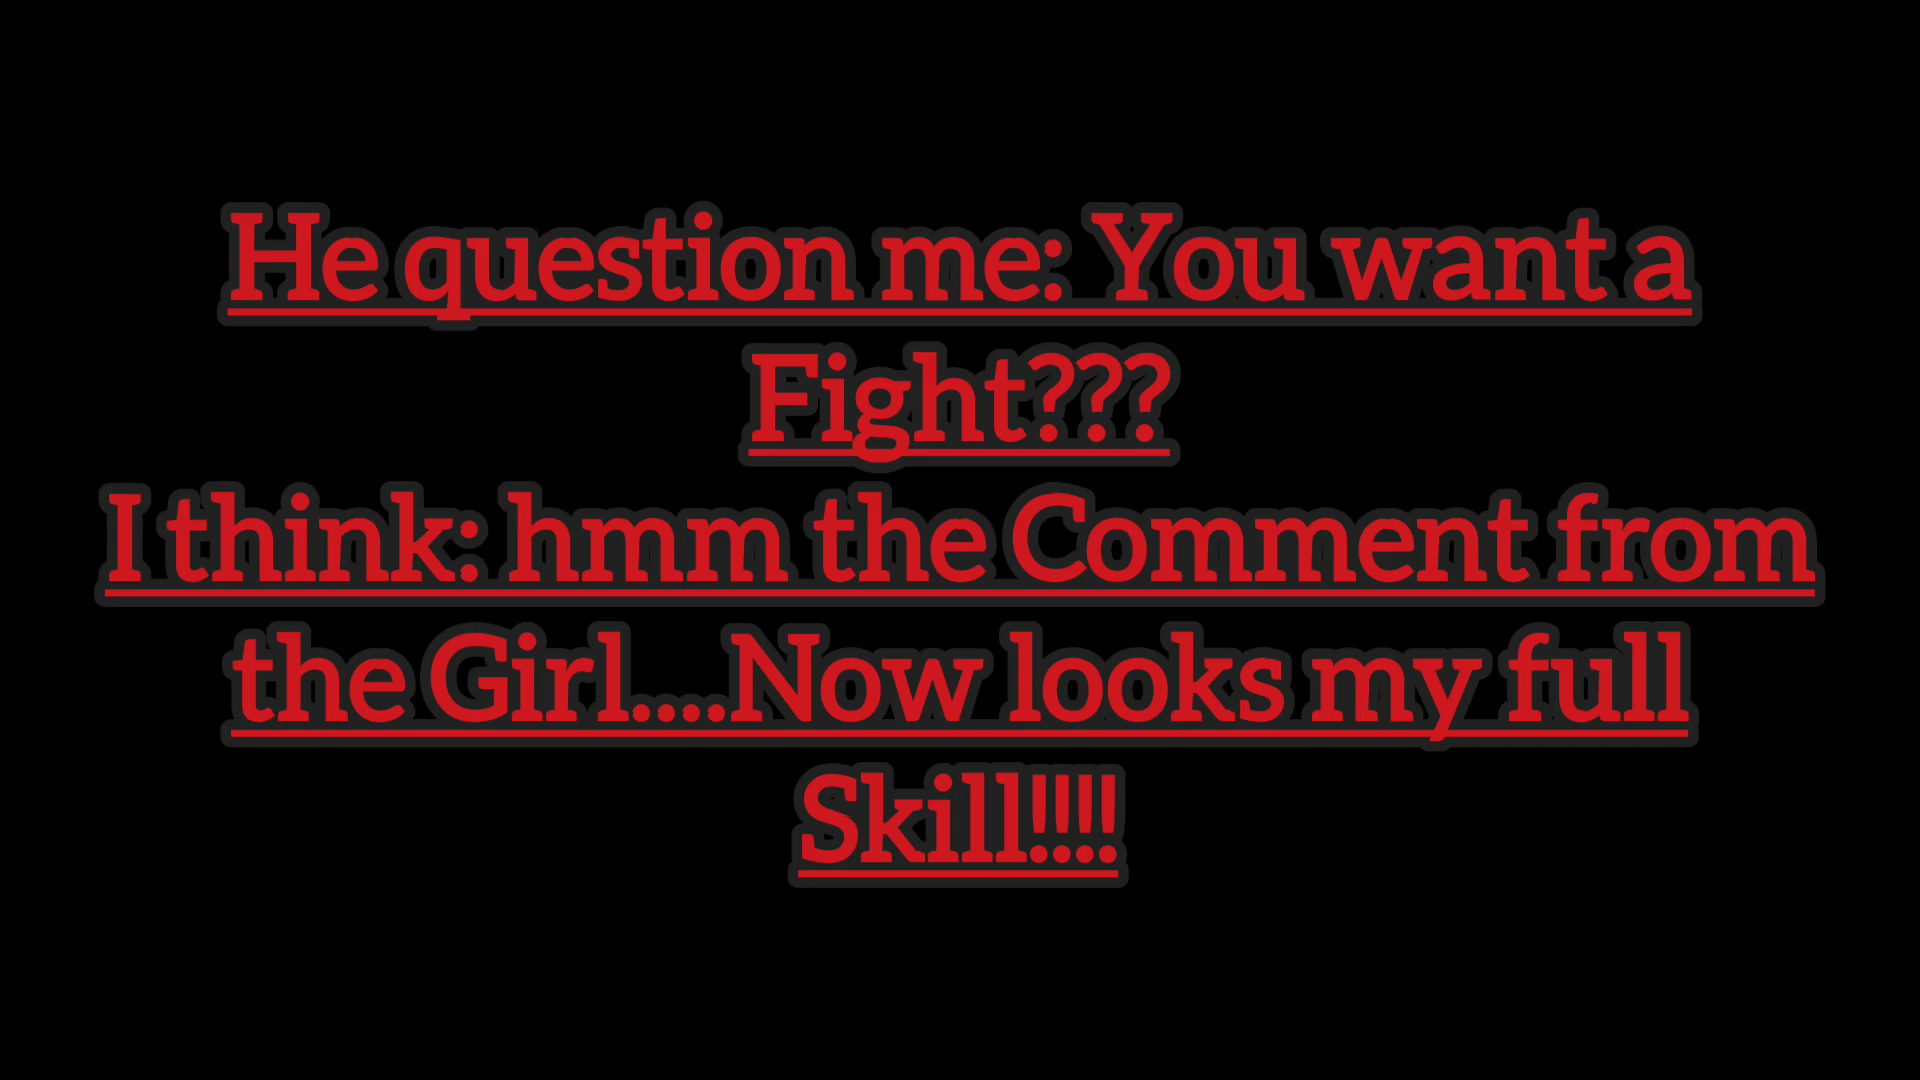 He question me: You want a
Fight???
I think: hmm the Comment from
the Girl....Now looks my full
Skill!!!!